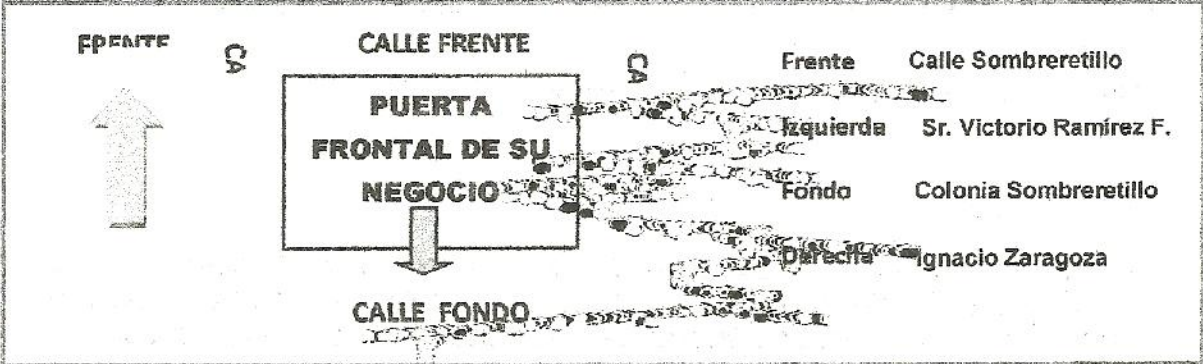 FRENTE
CA
CALLE FRENTE
CA
PUERTA
FRONTAL DE SU
NEGOCIO
CALLE FONDO
Frente Calle Sombreretillo
Izquierda Sr. Victorio Ramírez F.
Fondo Colonia Sombreretillo
Derecha Ignacio Zaragoza